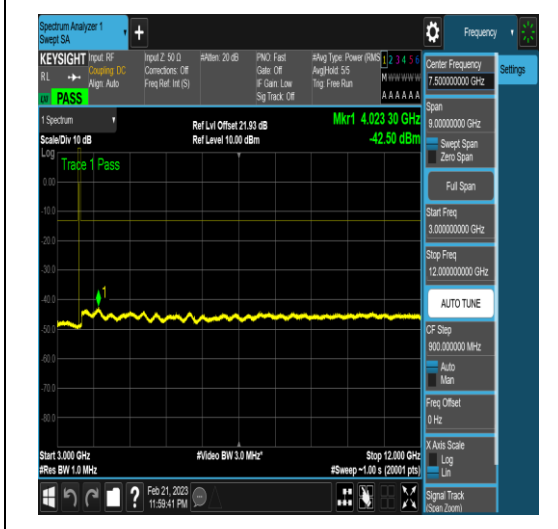 Spectrum Analyzer 1
Swept SA
Frequency
KEYSIGHT
Input: RF
Coupling: DC
Align: Auto
Input Z: 50 Ω
Corrections: Off
Freq Ref: Int (S)
#Atten: 20 dB
PNO: Fast
Gate: Off
IF Gain: Low
Sig Track: Off
#Avg Type: Power (RMS)
Avg|Hold: 5/5
Trig: Free Run
1 2 3 4 5 6
M W W W W W
A A A A A A
R L
PASS
1 Spectrum
Scale/Div 10 dB
Ref Lvl Offset 21.93 dB
Ref Level 10.00 dBm
Mkr1 4.023 30 GHz
-42.50 dBm
Log
Trace 1 Pass
0.00
-10.0
-20.0
-30.0
-40.0
-50.0
-60.0
-70.0
-80.0
1
Start 3.000 GHz
#Res BW 1.0 MHz
#Video BW 3.0 MHz*
Stop 12.000 GHz
#Sweep ~1.00 s (20001 pts)
Feb 21, 2023
11:59:41 PM
?
Center Frequency
7.500000000 GHz
Settings
Span
9.00000000 GHz
Swept Span
Zero Span
Full Span
Start Freq
3.000000000 GHz
Stop Freq
12.000000000 GHz
AUTO TUNE
CF Step
900.000000 MHz
Auto
Man
Freq Offset
0 Hz
X Axis Scale
Log
Lin
Signal Track
(Span Zoom)